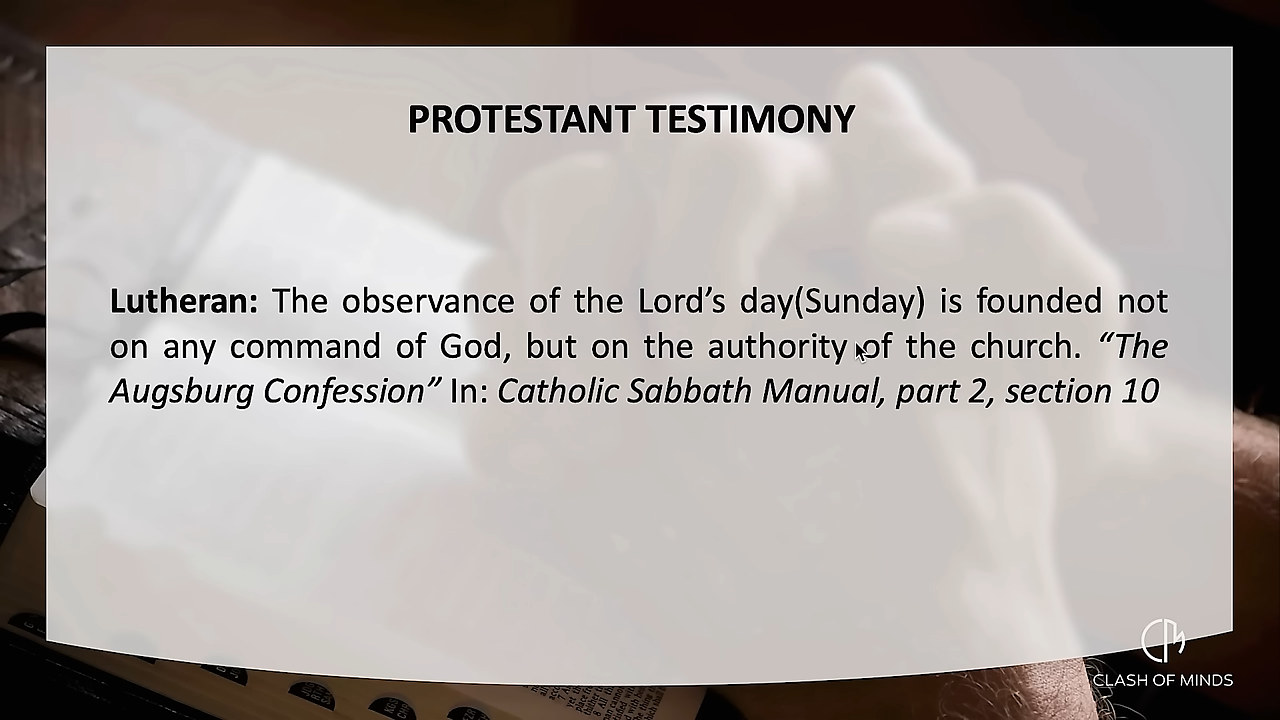 PROTESTANT TESTIMONY
Lutheran: The observance of the Lord’s day(Sunday) is founded not
on any command of God, but on the authority of the church. “The
Augsburg Confession” In: Catholic Sabbath Manual, part 2, section 10
CLASH OF MINDS